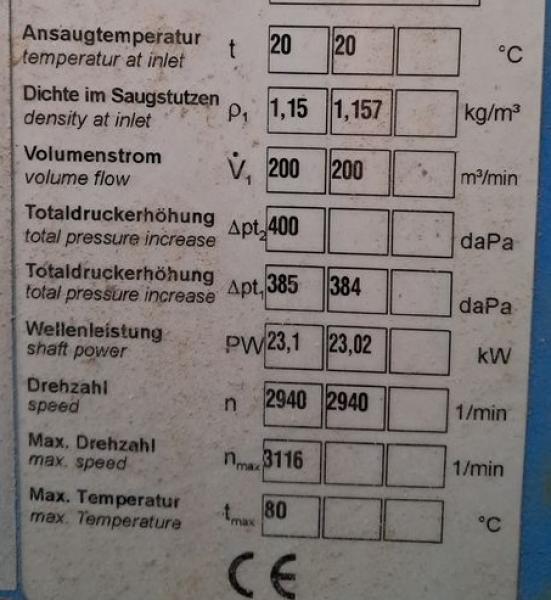 Ansaugtemperatur t 20 20 °C
temperatur at inlet
Dichte im Saugstutzen ρ₁ 1,15 1,157 kg/m³
density at inlet
Volumenstrom V̇₁ 200 200 m³/min
volume flow
Totaldruckerhöhung Δpt₂ 400 daPa
total pressure increase
Totaldruckerhöhung Δpt₁ 385 384 daPa
total pressure increase
Wellenleistung PW 23,1 23,02 kW
shaft power
Drehzahl n 2940 2940 1/min
speed
Max. Drehzahl nmax 3116 1/min
max. speed
Max. Temperatur tmax 80 °C
max. Temperature
CE